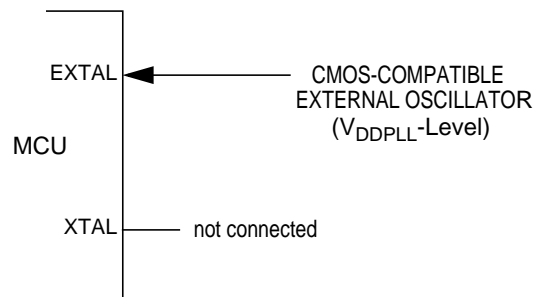 EXTAL
CMOS-COMPATIBLE
EXTERNAL OSCILLATOR
(VDDPLL-Level)
MCU
XTAL
not connected